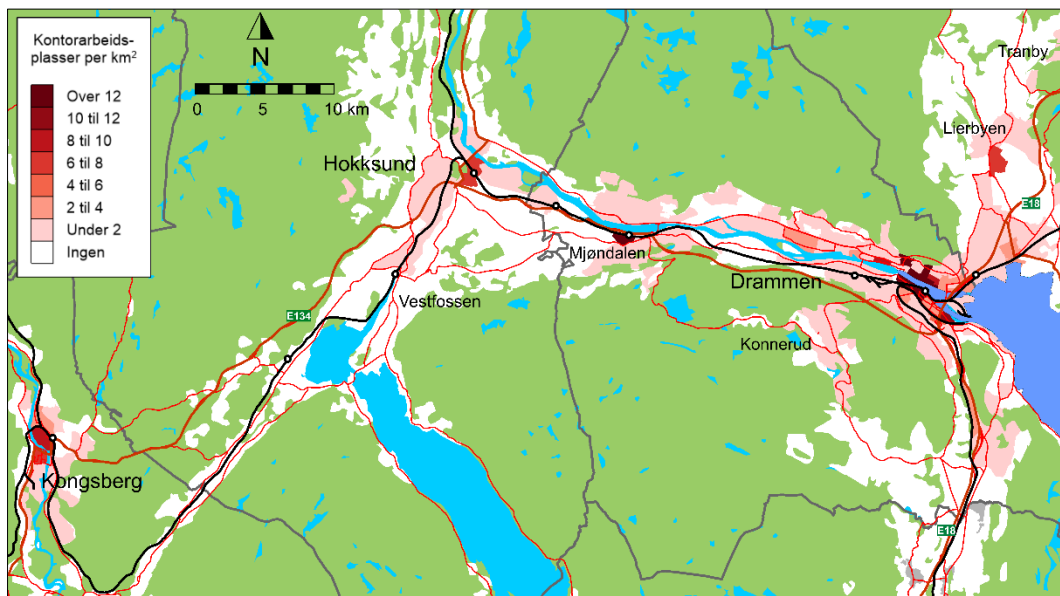 Kontorarbeids-
plasser per km²
Over 12
10 til 12
8 til 10
6 til 8
4 til 6
2 til 4
Under 2
Ingen
N
0 5 10 km
Tranby
Lierbyen
Hokksund
E18
Mjøndalen
Drammen
Vestfossen
E134
Konnerud
Kongsberg
E18